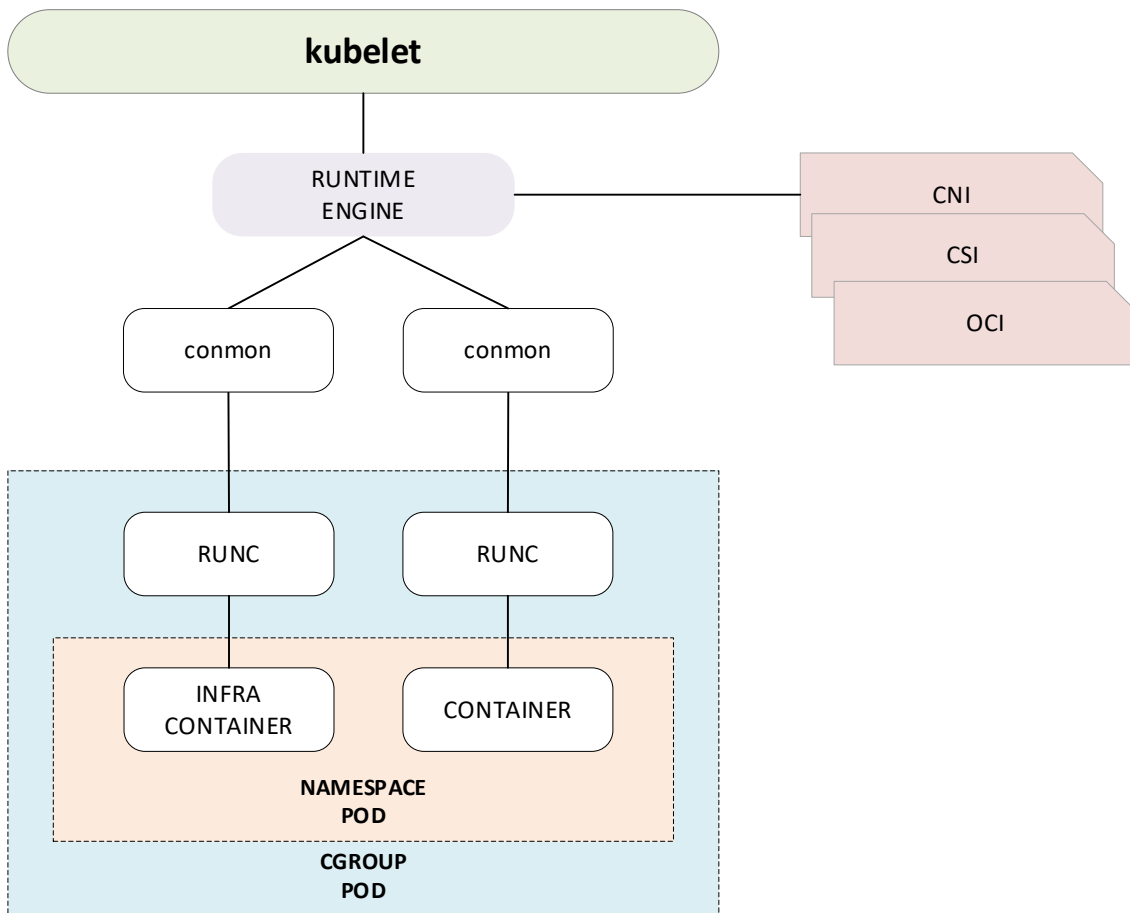 kubelet
RUNTIME
ENGINE
CNI
CSI
OCI
conmon
conmon
RUNC
RUNC
INFRA
CONTAINER
CONTAINER
NAMESPACE
POD
CGROUP
POD